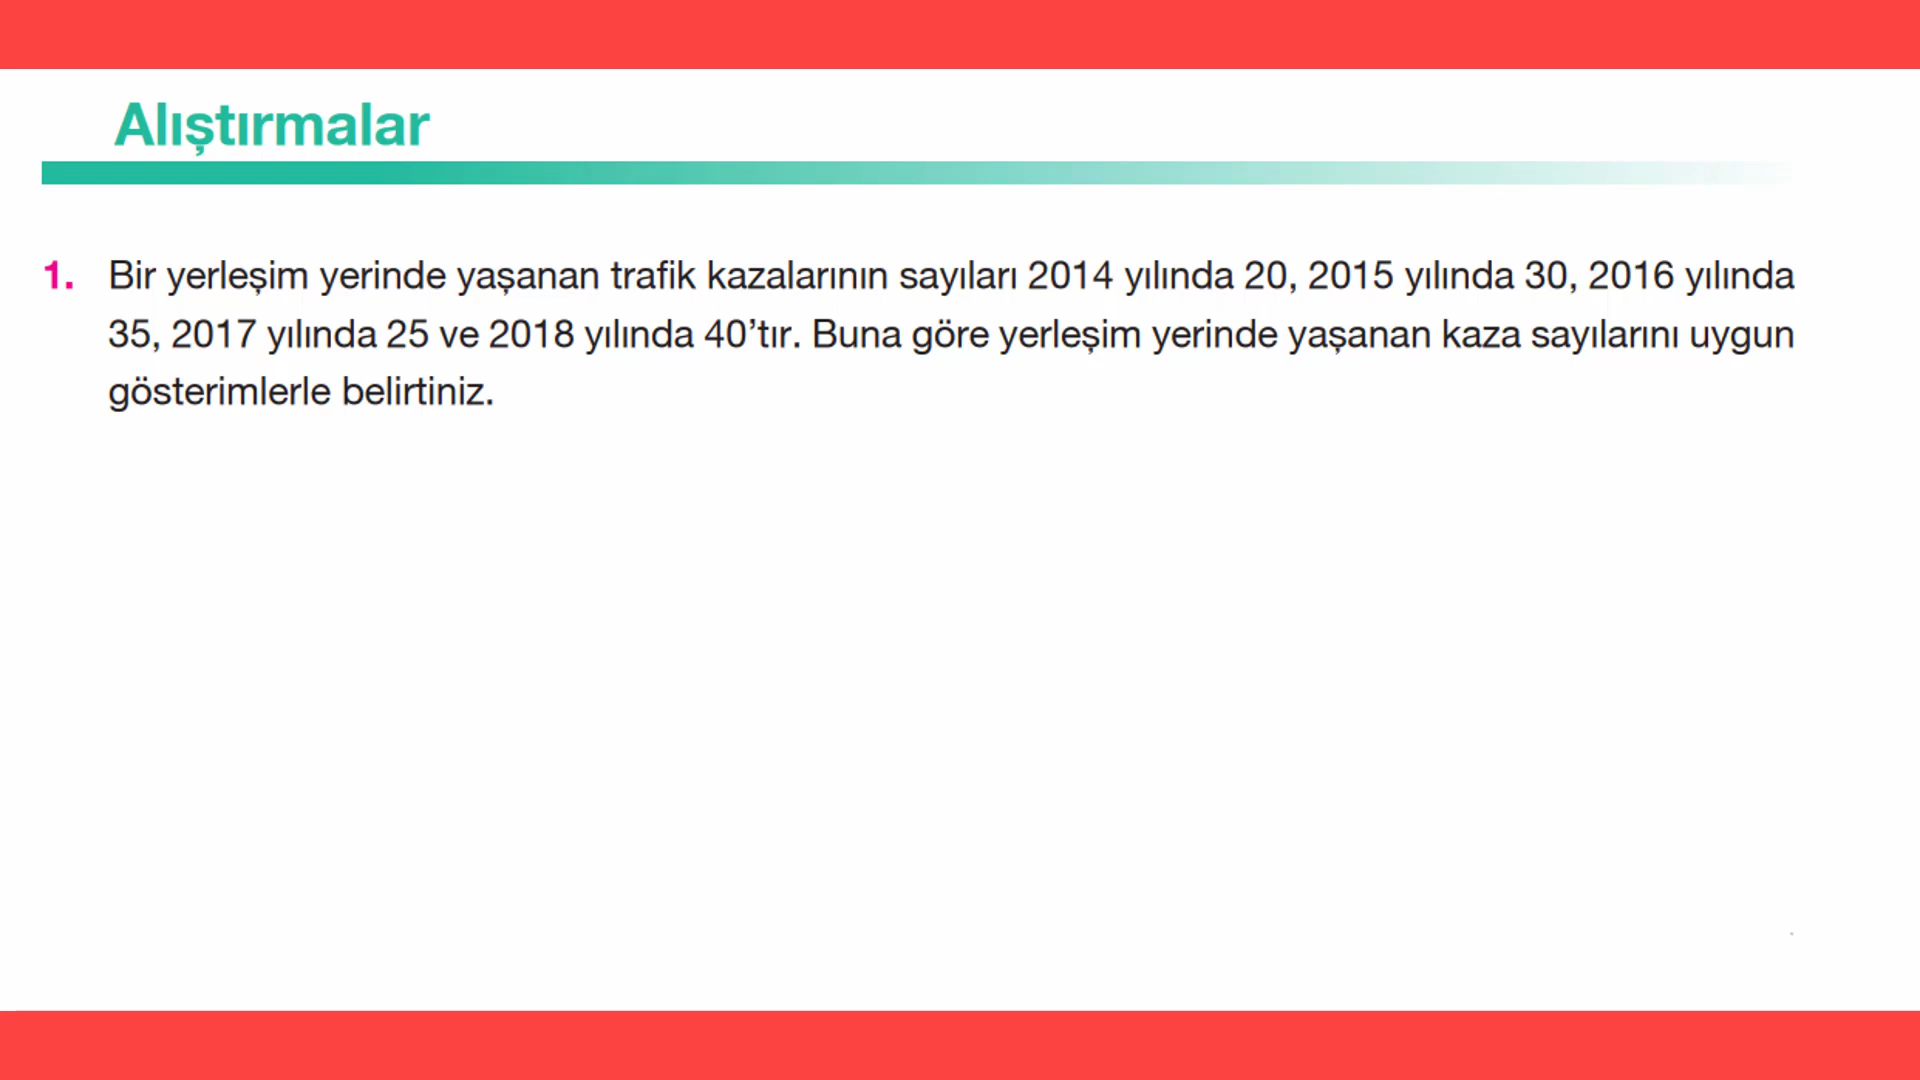 Alıştırmalar
1. Bir yerleşim yerinde yaşanan trafik kazalarının sayıları 2014 yılında 20, 2015 yılında 30, 2016 yılında
35, 2017 yılında 25 ve 2018 yılında 40’tır. Buna göre yerleşim yerinde yaşanan kaza sayılarını uygun
gösterimlerle belirtiniz.